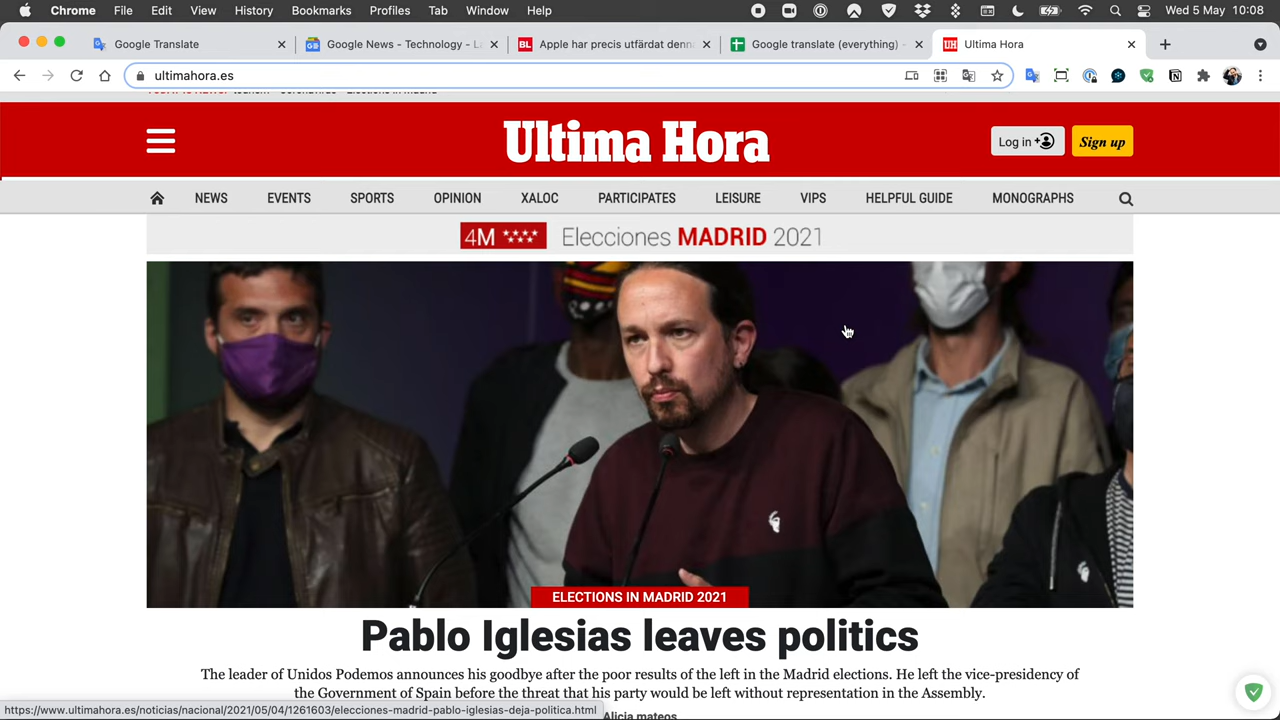 Chrome File Edit View History Bookmarks Profiles Tab Window Help Wed 5 May 10:08
Google Translate
Google News - Technology - L
BL Apple har precis utfärdat denn
Google translate (everything) -
UH Ultima Hora
ultimahora.es
Elections in Madrid
Ultima Hora
Log in
Sign up
NEWS EVENTS SPORTS OPINION XALOC PARTICIPATES LEISURE VIPS HELPFUL GUIDE MONOGRAPHS
4M Elecciones MADRID 2021
ELECTIONS IN MADRID 2021
Pablo Iglesias leaves politics
The leader of Unidos Podemos announces his goodbye after the poor results of the left in the Madrid elections. He left the vice-presidency of
the Government of Spain before the threat that his party would be left without representation in the Assembly.
https://www.ultimahora.es/noticias/nacional/2021/05/04/1261603/elecciones-madrid-pablo-iglesias-deja-politica.html
Alicia mateos